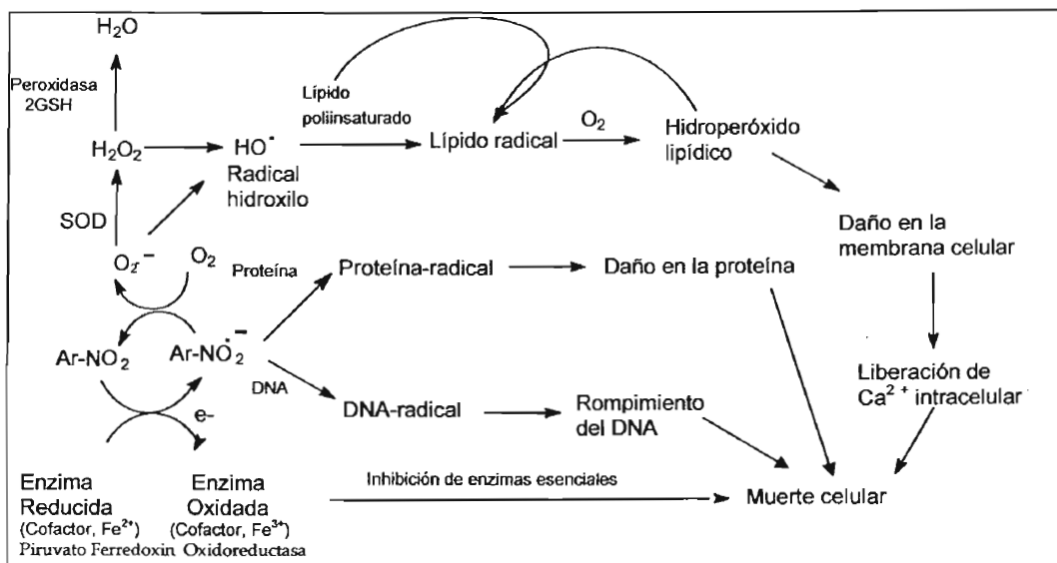 H₂O
Peroxidasa
2GSH
H₂O₂
HO˙
Radical
hidroxilo
Lípido
poliinsaturado
Lípido radical
O₂
Hidroperóxido
lipídico
SOD
O₂˙⁻
O₂
Proteína
Proteína-radical
Daño en la proteína
Daño en la
membrana celular
Ar-NO₂
Ar-NO₂˙⁻
DNA
e-
DNA-radical
Rompimiento
del DNA
Liberación de
Ca²⁺ intracelular
Enzima
Reducida
(Cofactor, Fe²⁺)
Enzima
Oxidada
(Cofactor, Fe³⁺)
Piruvato Ferredoxin Oxidoreductasa
Inhibición de enzimas esenciales
Muerte celular